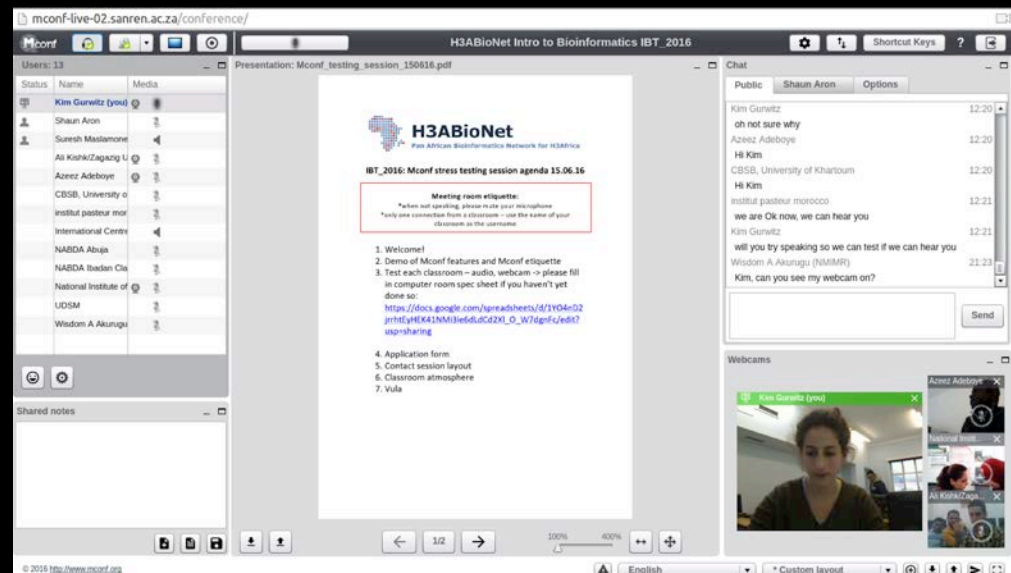 mconf-live-02.sanren.ac.za/conference/
Mconf
H3ABioNet Intro to Bioinformatics IBT_2016
Shortcut Keys
?
Users: 13
Status Name Media
Kim Gurwitz (you)
Shaun Aron
Suresh Maslamone
Ali Kishk/Zagazig U
Azeez Adeboye
CBSB, University o
institut pasteur mor
International Centre
NABDA Abuja
NABDA Ibadan Cla
National Institute of
UDSM
Wisdom A Akurugu
Shared notes
© 2016 http://www.mconf.org
Presentation: Mconf_testing_session_150616.pdf
H3ABioNet
Pan African Bioinformatics Network for H3Africa
IBT_2016: Mconf stress testing session agenda 15.06.16
Meeting room etiquette:
*when not speaking, please mute your microphone
*only one connection from a classroom – use the name of your
classroom as the username
1. Welcome!
2. Demo of Mconf features and Mconf etiquette
3. Test each classroom – audio, webcam -> please fill
in computer room spec sheet if you haven't yet
done so:
https://docs.google.com/spreadsheets/d/
usp=sharing
4. Application form
5. Contact session layout
6. Classroom atmosphere
7. Vula
1/2
100% 400%
Chat
Public Shaun Aron Options
Kim Gurwitz 12:20
oh not sure why
Azeez Adeboye 12:20
Hi Kim
CBSB, University of Khartoum 12:20
Hi Kim
institut pasteur morocco 12:21
we are Ok now, we can hear you
Kim Gurwitz 12:21
will you try speaking so we can test if we can hear you
Wisdom A Akurugu (NMIMR) 21:23
Kim, can you see my webcam on?
Send
Webcams
Kim Gurwitz (you)
Azeez Adeboye
National Instit...
Ali Kishk/Zaga...
English
* Custom layout